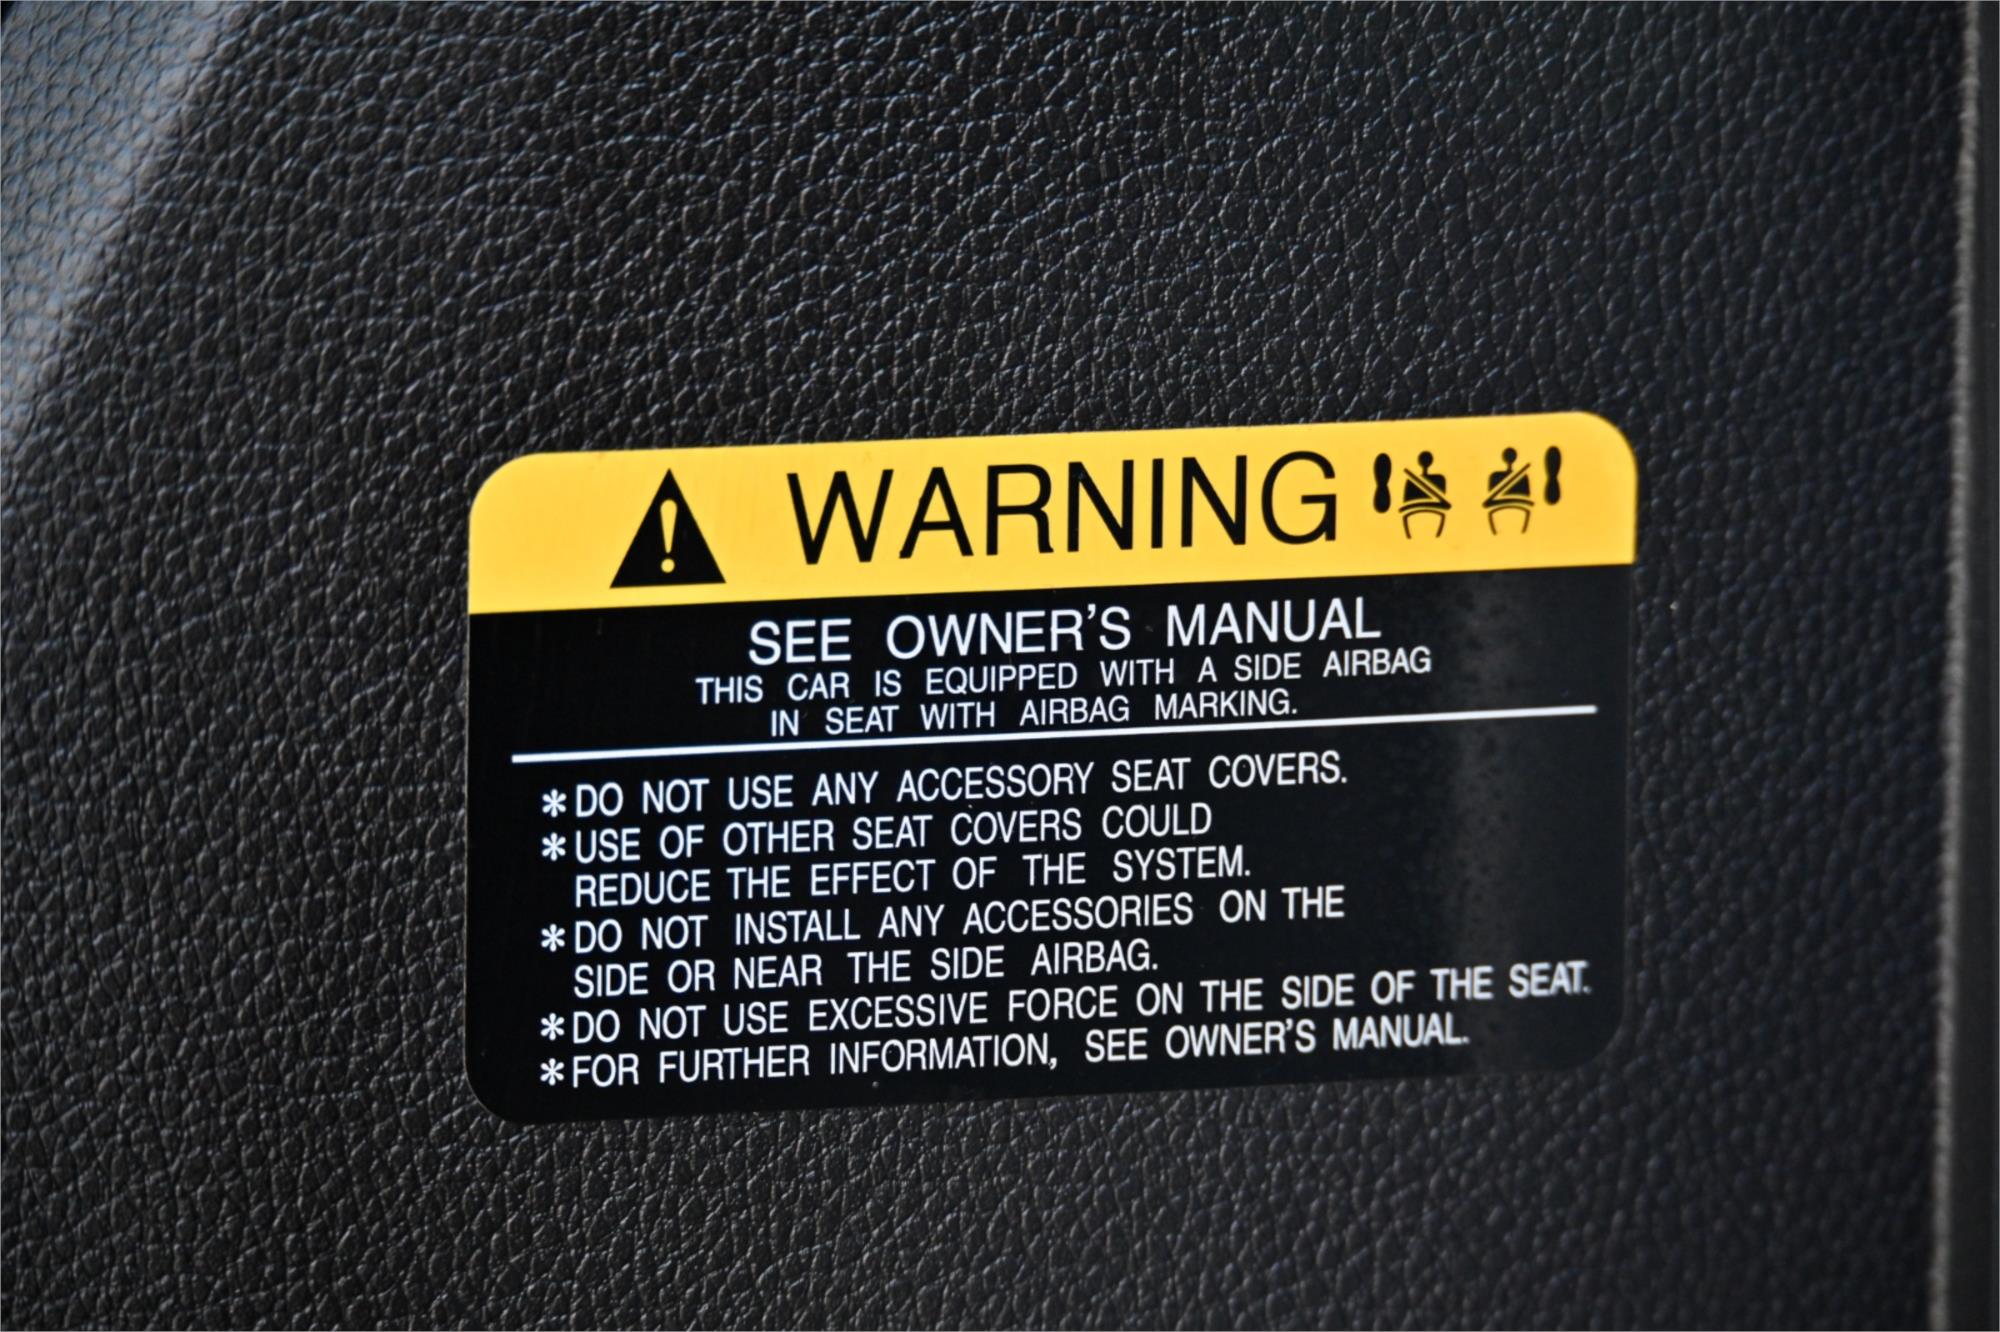 WARNING
SEE OWNER'S MANUAL
THIS CAR IS EQUIPPED WITH A SIDE AIRBAG
IN SEAT WITH AIRBAG MARKING.
*DO NOT USE ANY ACCESSORY SEAT COVERS.
*USE OF OTHER SEAT COVERS COULD
REDUCE THE EFFECT OF THE SYSTEM.
*DO NOT INSTALL ANY ACCESSORIES ON THE
SIDE OR NEAR THE SIDE AIRBAG.
*DO NOT USE EXCESSIVE FORCE ON THE SIDE OF THE SEAT.
*FOR FURTHER INFORMATION, SEE OWNER'S MANUAL.